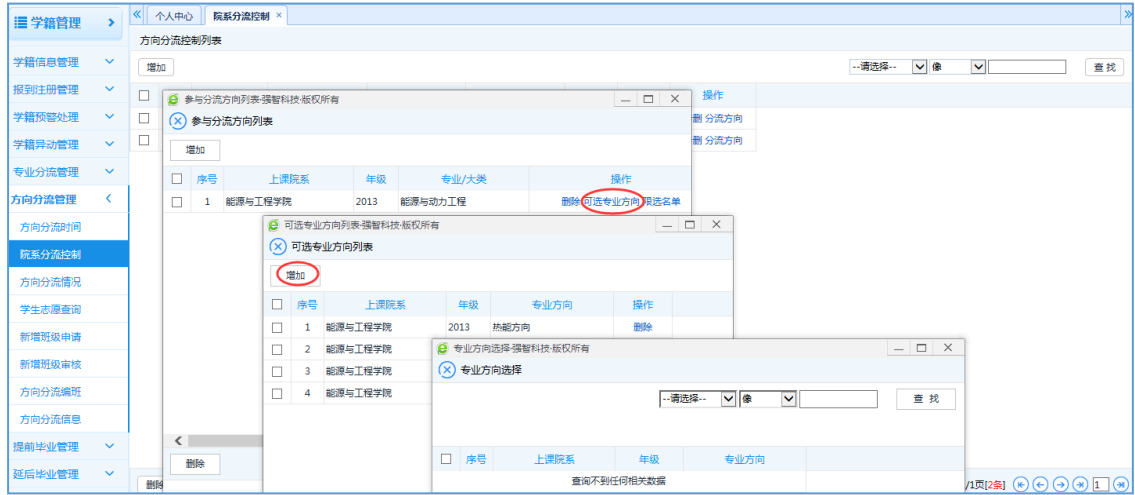 学籍管理
个人中心 院系分流控制 ×
方向分流控制列表
增加 --请选择-- 像 查 找
学籍信息管理
报到注册管理
学籍预警处理
学籍异动管理
专业分流管理
方向分流管理
方向分流时间
院系分流控制
方向分流情况
学生志愿查询
新增班级申请
新增班级审核
方向分流编班
方向分流信息
提前毕业管理
延后毕业管理
操作
删 分流方向
删 分流方向
参与分流方向列表-强智科技·版权所有
参与分流方向列表
增加
序号 上课院系 年级 专业/大类 操作
1 能源与工程学院 2013 能源与动力工程 删除 可选专业方向 限选名单
删除
可选专业方向列表-强智科技·版权所有
可选专业方向列表
增加
序号 上课院系 年级 专业方向 操作
1 能源与工程学院 2013 热能方向 删除
2 能源与工程学院
3 能源与工程学院
4 能源与工程学院
专业方向选择-强智科技·版权所有
专业方向选择
--请选择-- 像 查 找
序号 上课院系 年级 专业方向
查询不到任何相关数据
删除 /1页[2条] 1